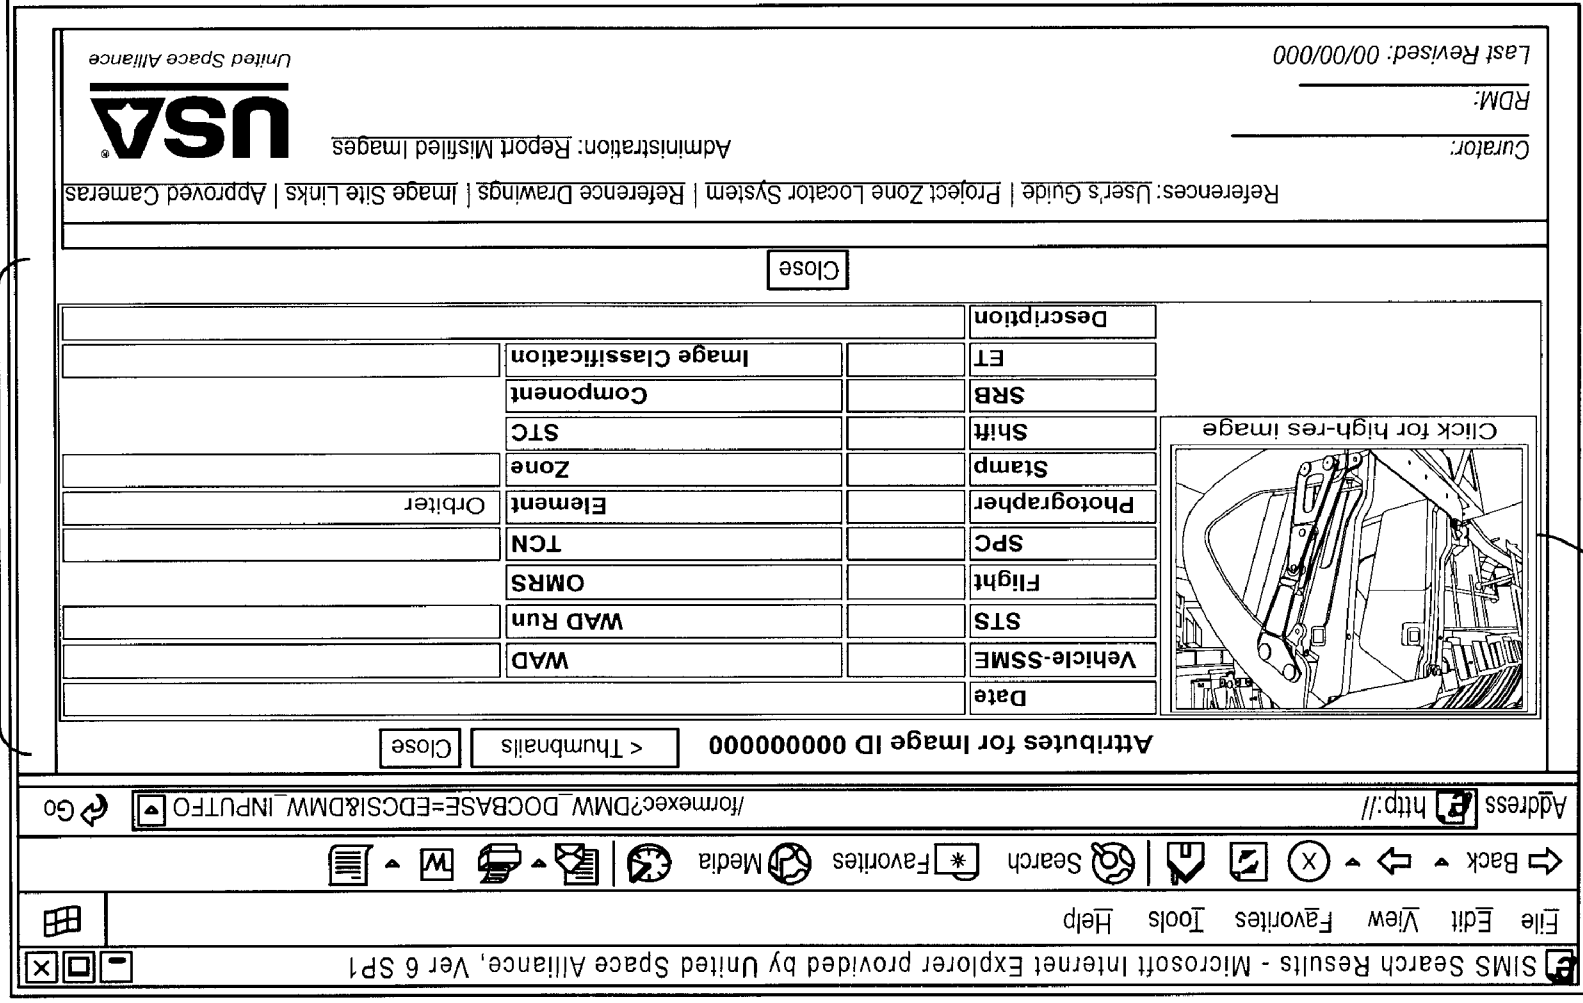 SIMS Search Results - Microsoft Internet Explorer provided by United Space Alliance, Ver 6 SP1
File Edit View Favorites Tools Help
Back Search Favorites Media W
Address http:// /formexec?DMW_DOCBASE=EDCSI&DMW_INPUTFO Go
Attributes for Image ID 0000000000 < Thumbnails Close
Date
Vehicle-SSME WAD
STS WAD Run
Flight OMRS
SPC TCN
Photographer Element Orbiter
Stamp Zone
Shift STC
Click for high-res image
SRB Component
ET Image Classification
Description
Close
References: User's Guide | Project Zone Locator System | Reference Drawings | Image Site Links | Approved Cameras
Curator:
Administration: Report Misfiled Images
RDM:
USA®
Last Revised: 00/00/000
United Space Alliance